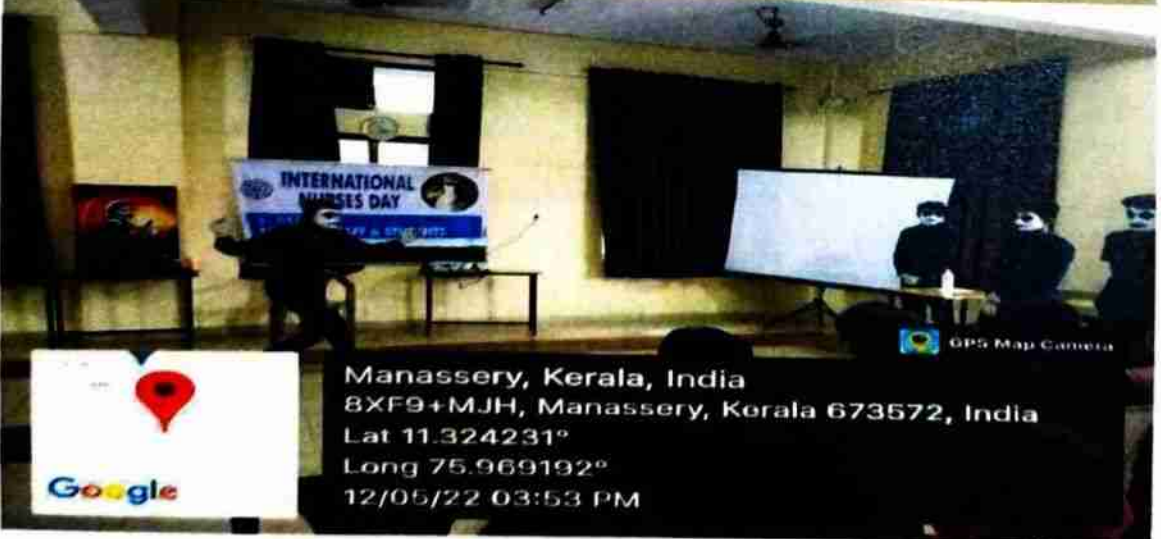 INTERNATIONAL
NURSES DAY
GPS Map Camera
Manassery, Kerala, India
8XF9+MJH, Manassery, Kerala 673572, India
Lat 11.324231°
Long 75.969192°
12/05/22 03:53 PM
Google